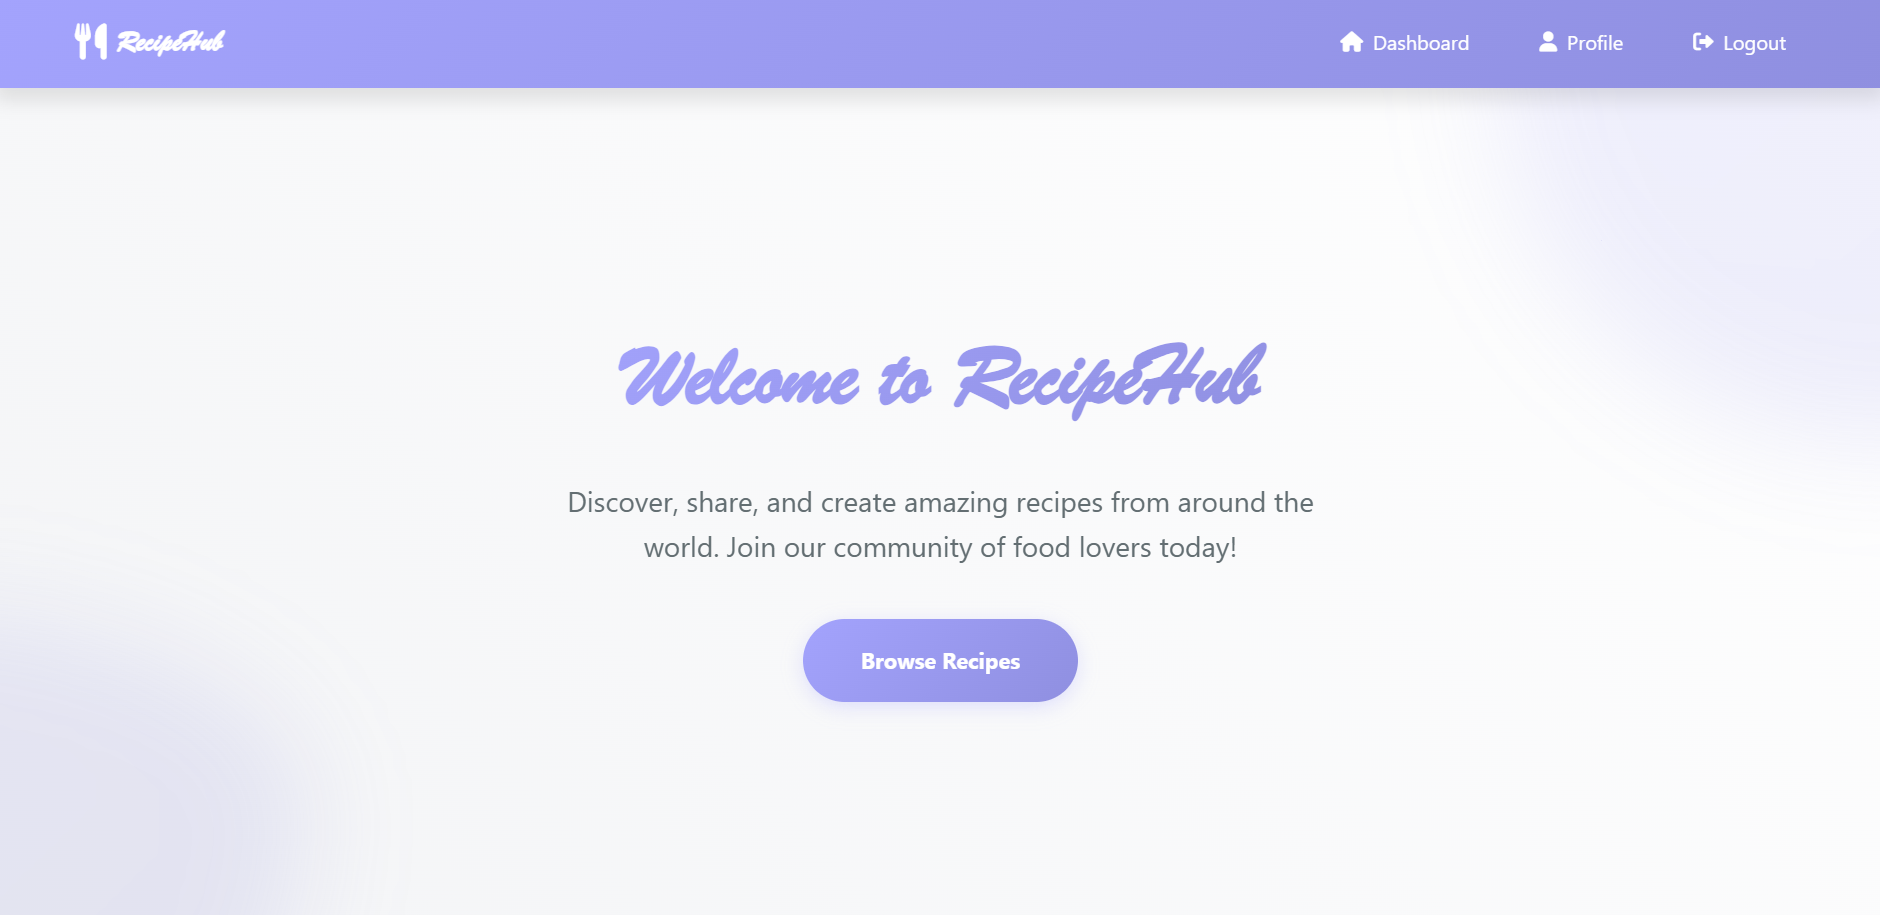 RecipeHub
Dashboard
Profile
Logout
Welcome to RecipeHub
Discover, share, and create amazing recipes from around the
world. Join our community of food lovers today!
Browse Recipes